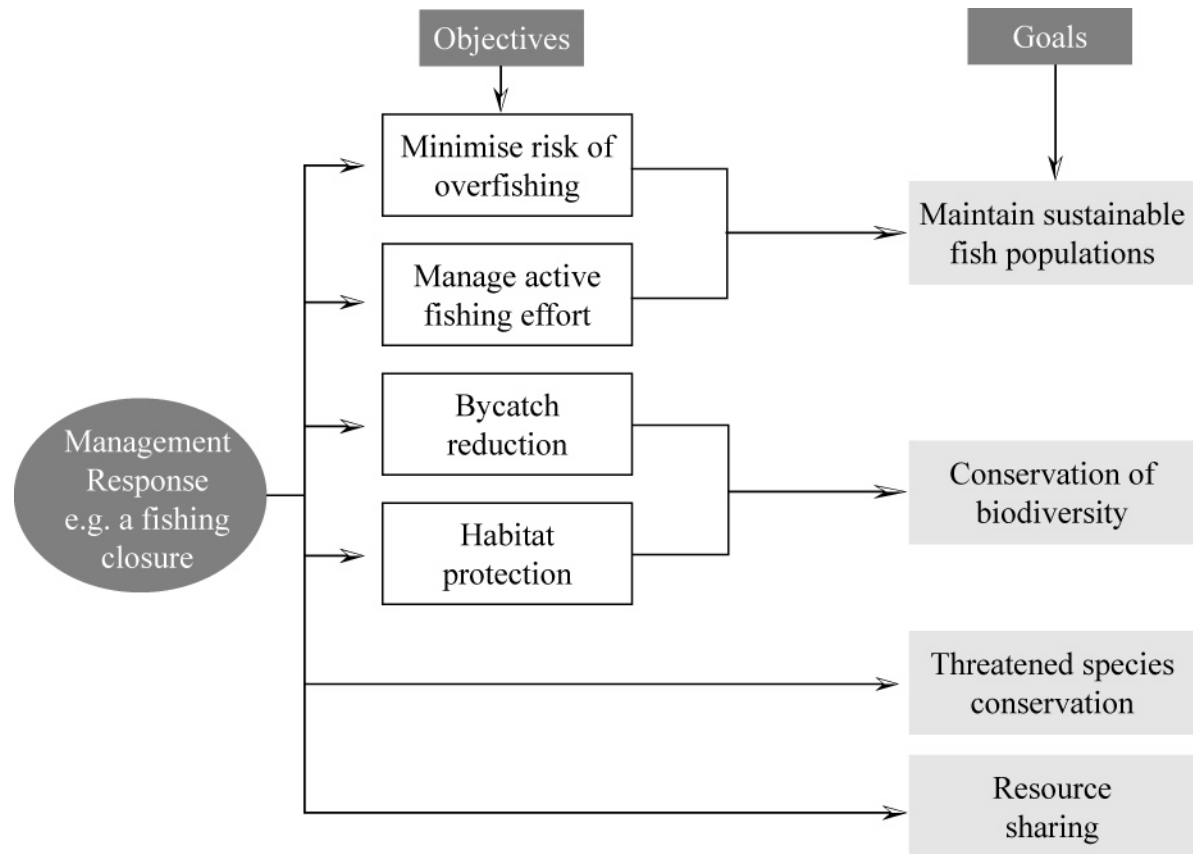 Objectives
Goals
Minimise risk of
overfishing
Maintain sustainable
fish populations
Manage active
fishing effort
Bycatch
reduction
Management
Response
e.g. a fishing
closure
Conservation of
biodiversity
Habitat
protection
Threatened species
conservation
Resource
sharing